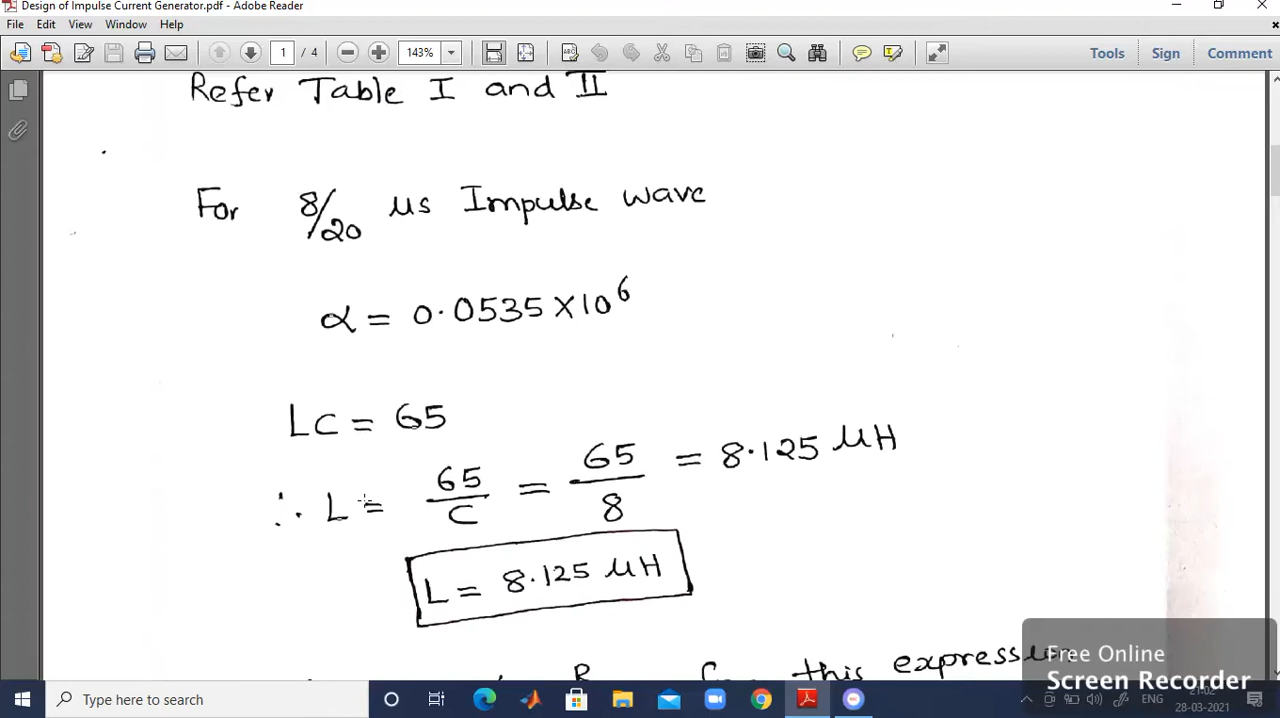 Design of Impulse Current Generator.pdf - Adobe Reader
File Edit View Window Help
1 / 4 143% Tools Sign Comment
Refer Table I and II
For 8/20 μs Impulse wave
α = 0.0535 × 10⁶
LC = 65
∴ L = 65/C = 65/8 = 8.125 μH
L = 8.125 μH
R from this expression
Free Online
Screen Recorder
Type here to search
ENG
21:02
28-03-2021